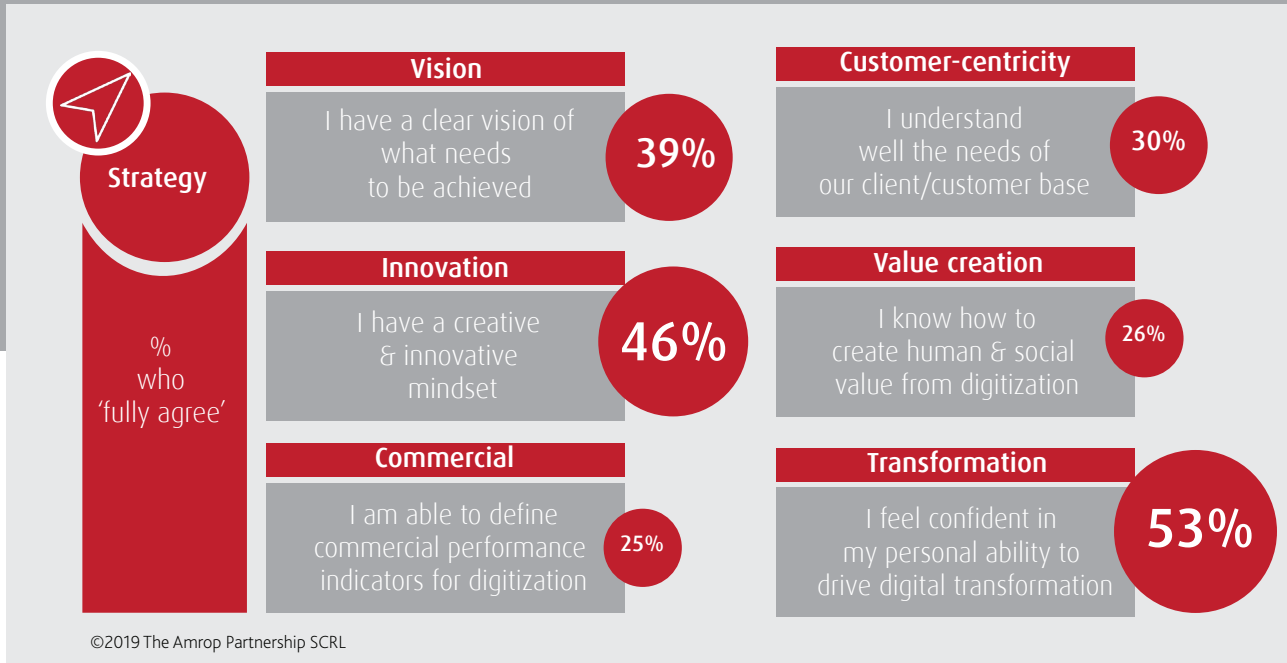 Strategy
%
who
‘fully agree’
Vision
I have a clear vision of
what needs
to be achieved
39%
Innovation
I have a creative
& innovative
mindset
46%
Commercial
I am able to define
commercial performance
indicators for digitization
25%
Customer-centricity
I understand
well the needs of
our client/customer base
30%
Value creation
I know how to
create human & social
value from digitization
26%
Transformation
I feel confident in
my personal ability to
drive digital transformation
53%
©2019 The Amrop Partnership SCRL